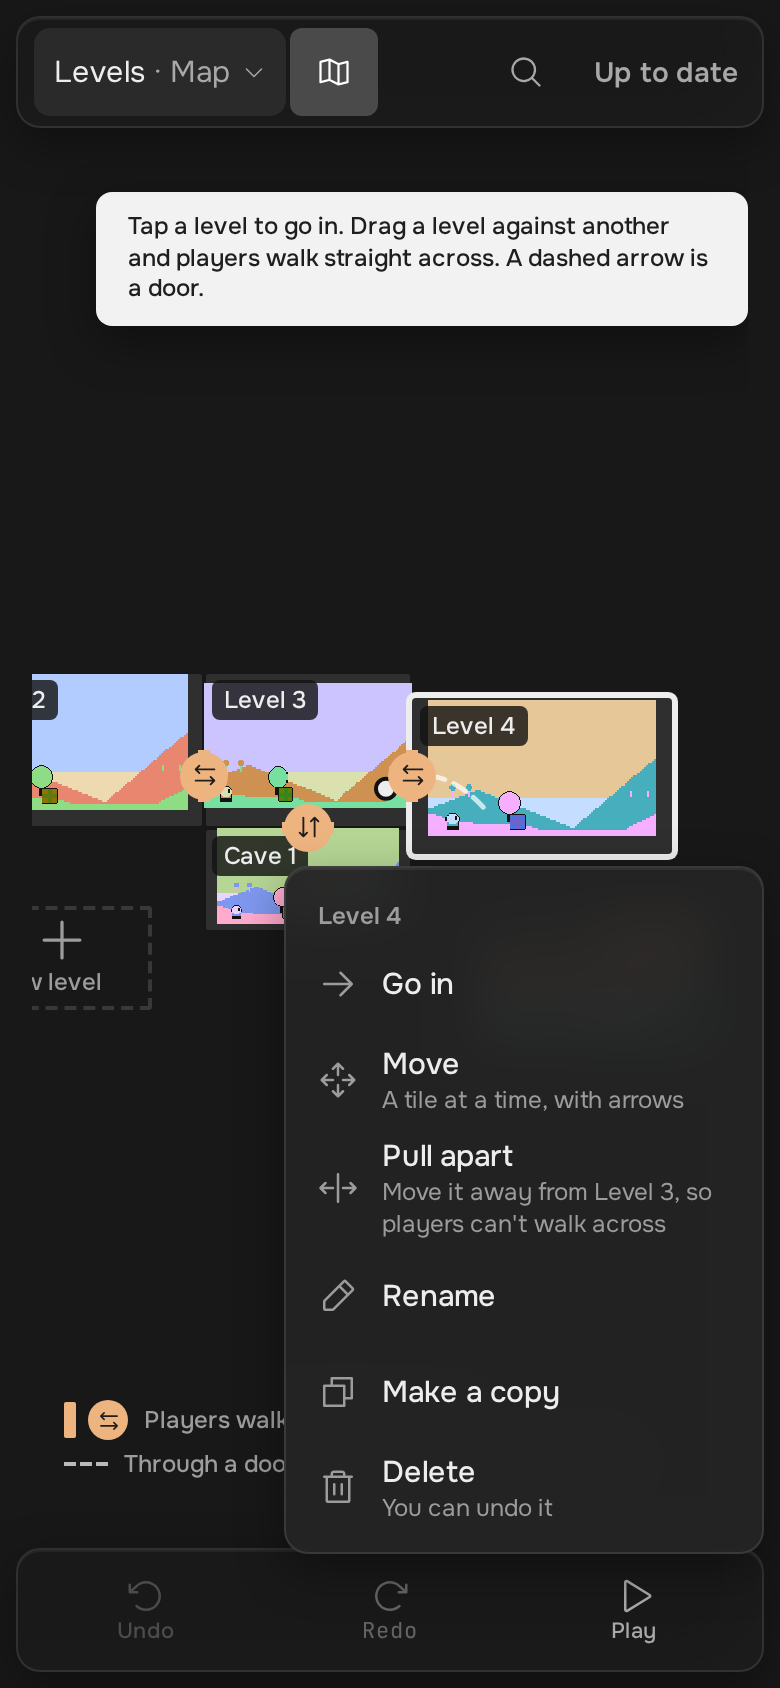 Levels · Map
Up to date
Tap a level to go in. Drag a level against another
and players walk straight across. A dashed arrow is
a door.
2
Level 3
Level 4
Cave 1
Level 4
Go in
w level
Move
A tile at a time, with arrows
Pull apart
Move it away from Level 3, so
players can't walk across
Rename
Make a copy
Players walk
Through a doo
Delete
You can undo it
Undo
Redo
Play